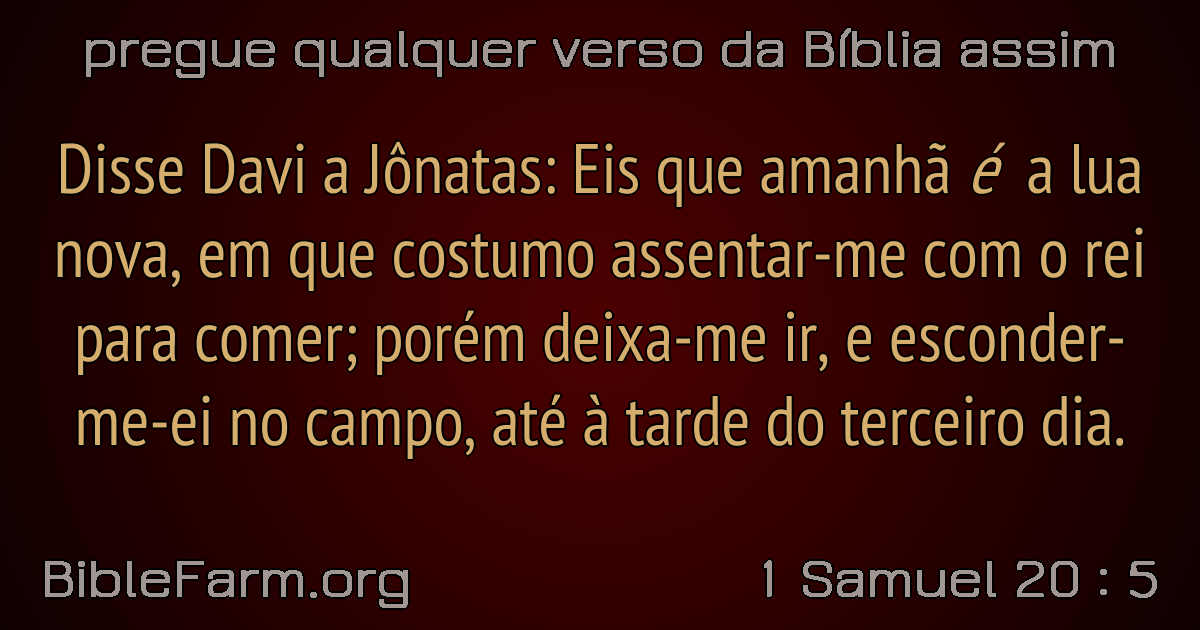 pregue qualquer verso da Bíblia assim
Disse Davi a Jônatas: Eis que amanhã é a lua
nova, em que costumo assentar-me com o rei
para comer; porém deixa-me ir, e esconder-
me-ei no campo, até à tarde do terceiro dia.
BibleFarm.org
1 Samuel 20 : 5